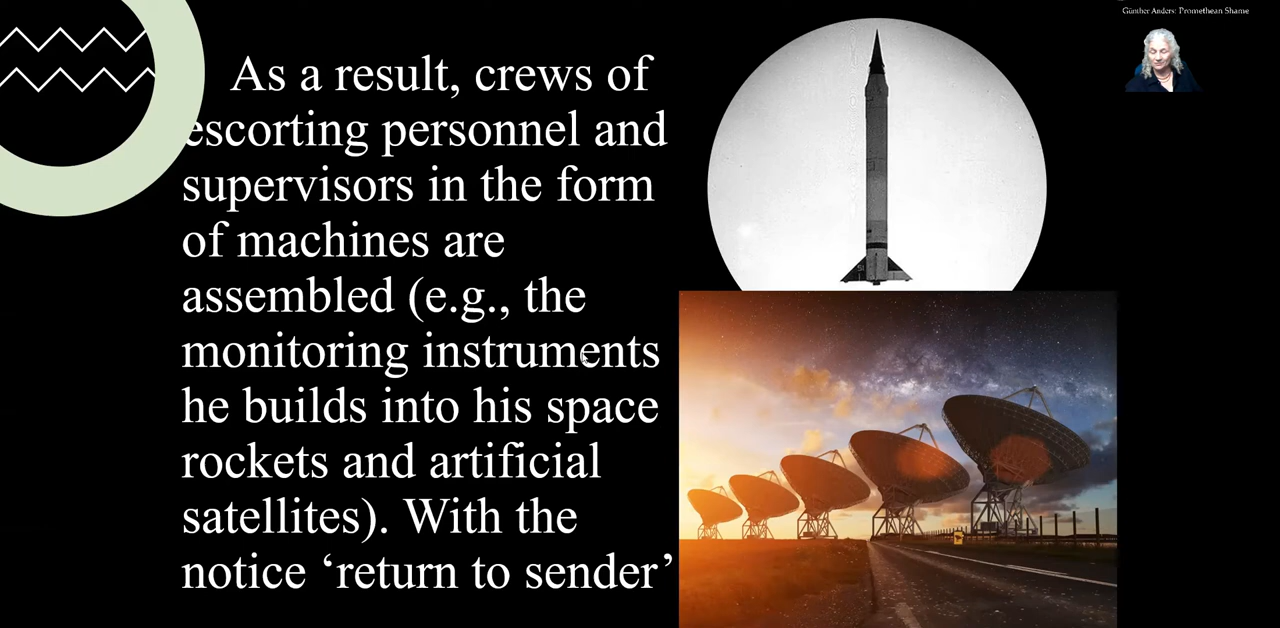 Günther Anders: Promethean Shame
As a result, crews of
escorting personnel and
supervisors in the form
of machines are
assembled (e.g., the
monitoring instruments
he builds into his space
rockets and artificial
satellites). With the
notice ‘return to sender’